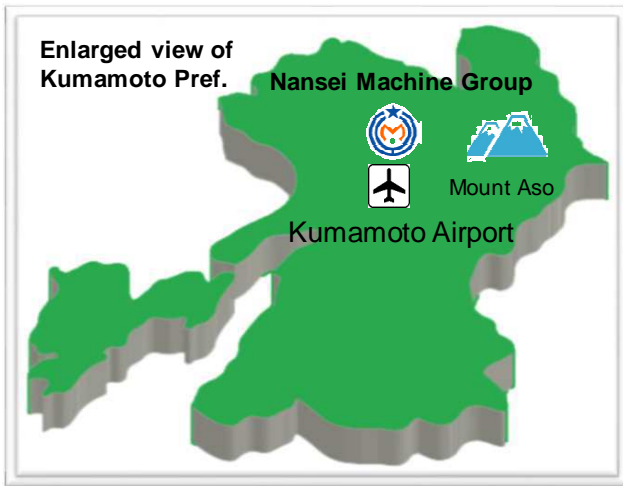 Enlarged view of
Kumamoto Pref.
Nansei Machine Group
Mount Aso
Kumamoto Airport